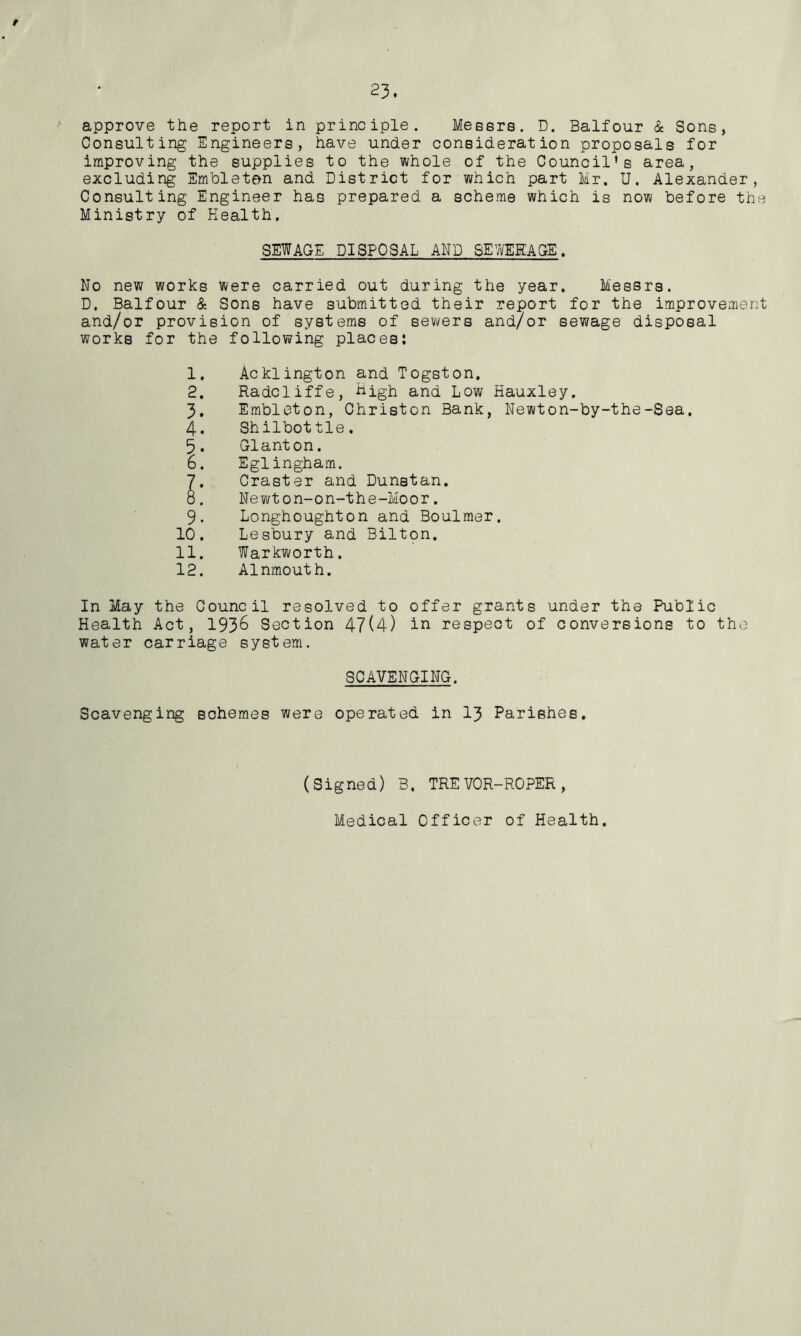 23.
approve the report in principle. Messrs. D. Balfour & Sons,
Consulting Engineers, have under consideration proposals for
improving the supplies to the whole of the Council's area,
excluding Embleton and District for which part Mr. U. Alexander,
Consulting Engineer has prepared a scheme which is now before the
Ministry of Health.
SEWAGE DISPOSAL AND SEWERAGE.
No new works were carried out during the year. Messrs.
D. Balfour & Sons have submitted their report for the improvement
and/or provision of systems of sewers and/or sewage disposal
works for the following places:
1. Acklington and Togston.
2. Radcliffe, High and Low Hauxley.
3. Embleton, Christon Bank, Newton-by-the-Sea.
4. Shilbottle.
5. Glanton.
6. Eglingham.
7. Craster and Dunstan.
8. Newton-on-the-Moor.
9. Longhoughton and Boulmer.
10. Lesbury and Bilton.
11. Warkworth.
12. Alnmouth.
In May the Council resolved to offer grants under the Public
Health Act, 1936 Section 47(4) in respect of conversions to the
water carriage system.
SCAVENGING.
Scavenging schemes were operated in 13 Parishes.
(Signed) B. TREVOR-ROPER,
Medical Officer of Health.